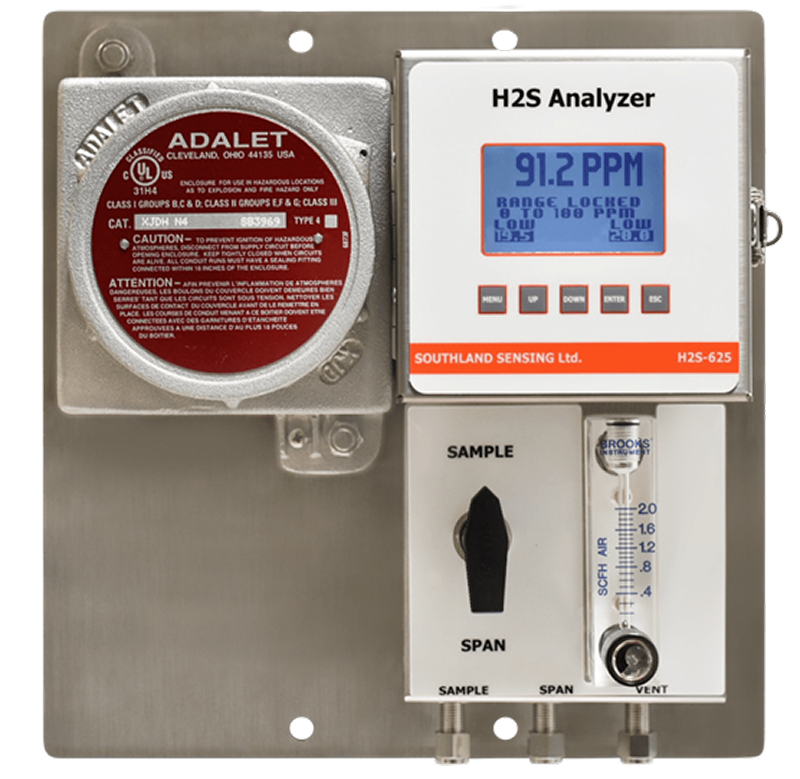 ADALET
ADALET
CLEVELAND, OHIO 44135 USA
CLASSIFIED
C UL US
31H4
ENCLOSURE FOR USE IN HAZARDOUS LOCATIONS
AS TO EXPLOSION AND FIRE HAZARD ONLY
CLASS I GROUPS B,C & D; CLASS II GROUPS E,F & G; CLASS III
CAT. XJDH N4 SB3969 TYPE 4
CAUTION – TO PREVENT IGNITION OF HAZARDOUS
ATMOSPHERES, DISCONNECT FROM SUPPLY CIRCUIT BEFORE
OPENING ENCLOSURE. KEEP TIGHTLY CLOSED WHEN CIRCUITS
ARE ALIVE. ALL CONDUIT RUNS MUST HAVE A SEALING FITTING
CONNECTED WITHIN 18 INCHES OF THE ENCLOSURE.
ATTENTION – AFIN PREVENIR L'INFLAMMATION DE ATMOSPHERES
DANGEREUSES, LES BOULONS DU COUVERCLE DOIVENT DEMEURES BIEN
SERRES' TANT QUE LES CIRCUITS SONT SOUS TENSION. NETTOYER LES
SURFACES DE CONTACT DU COUVERCLE AVANT DE LE REMETTRE EN
PLACE. LES COURSES DE CONDUIT MENANT A CE BOITIER DOIVENT ETRE
CONNECTEES AVEC DES GARNITURES D'ETANCHEITE
APPROUVEES A UNE DISTANCE D'AU PLUS 18 POUCES
DU BOITIER.
XJD
H2S Analyzer
91.2 PPM
RANGE LOCKED
0 TO 100 PPM
LOW LOW
19.5 20.0
MENU UP DOWN ENTER ESC
SOUTHLAND SENSING Ltd. H2S-625
SAMPLE
SPAN
BROOKS
INSTRUMENT
2.0
1.6
1.2
.8
.4
SCFH AIR
SAMPLE SPAN VENT